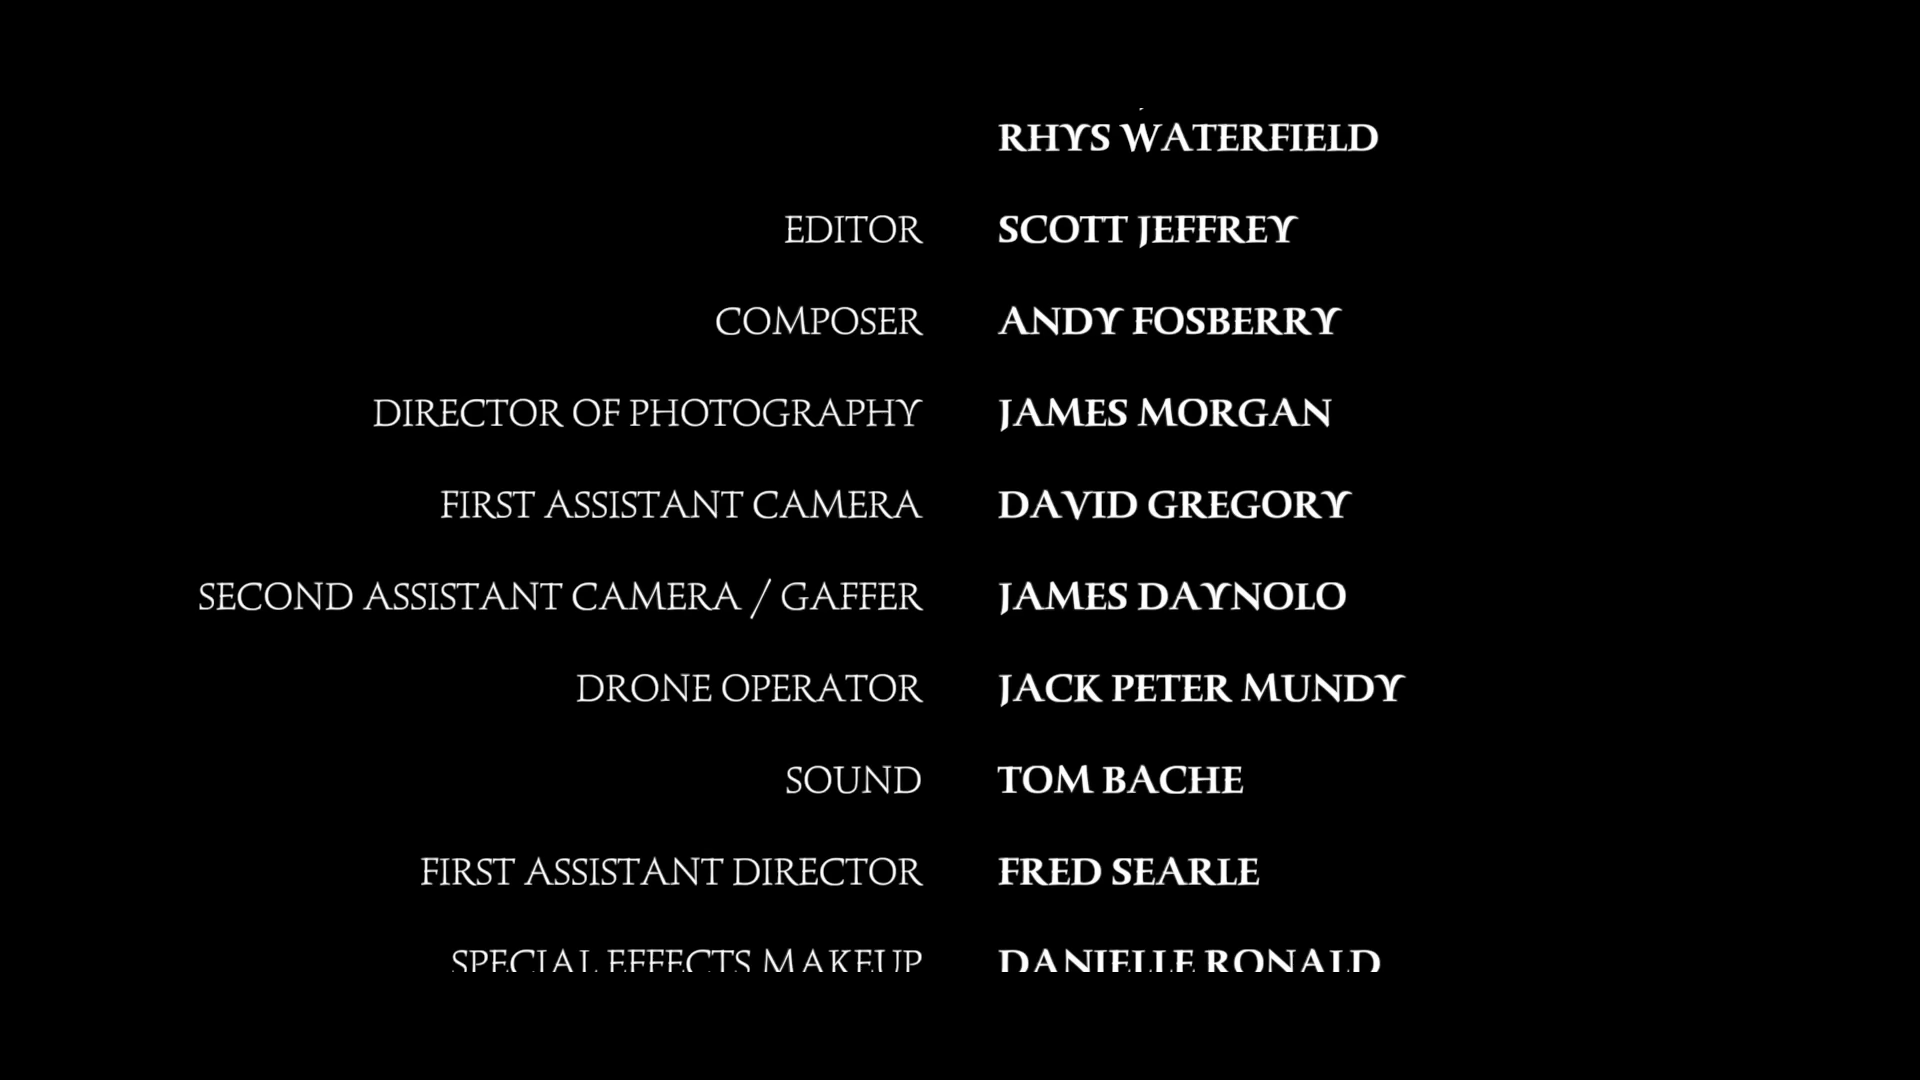 RHYS WATERFIELD
EDITOR SCOTT JEFFREY
COMPOSER ANDY FOSBERRY
DIRECTOR OF PHOTOGRAPHY JAMES MORGAN
FIRST ASSISTANT CAMERA DAVID GREGORY
SECOND ASSISTANT CAMERA / GAFFER JAMES DAYNOLO
DRONE OPERATOR JACK PETER MUNDY
SOUND TOM BACHE
FIRST ASSISTANT DIRECTOR FRED SEARLE
SPECIAL EFFECTS MAKEUP DANIELLE RONALD